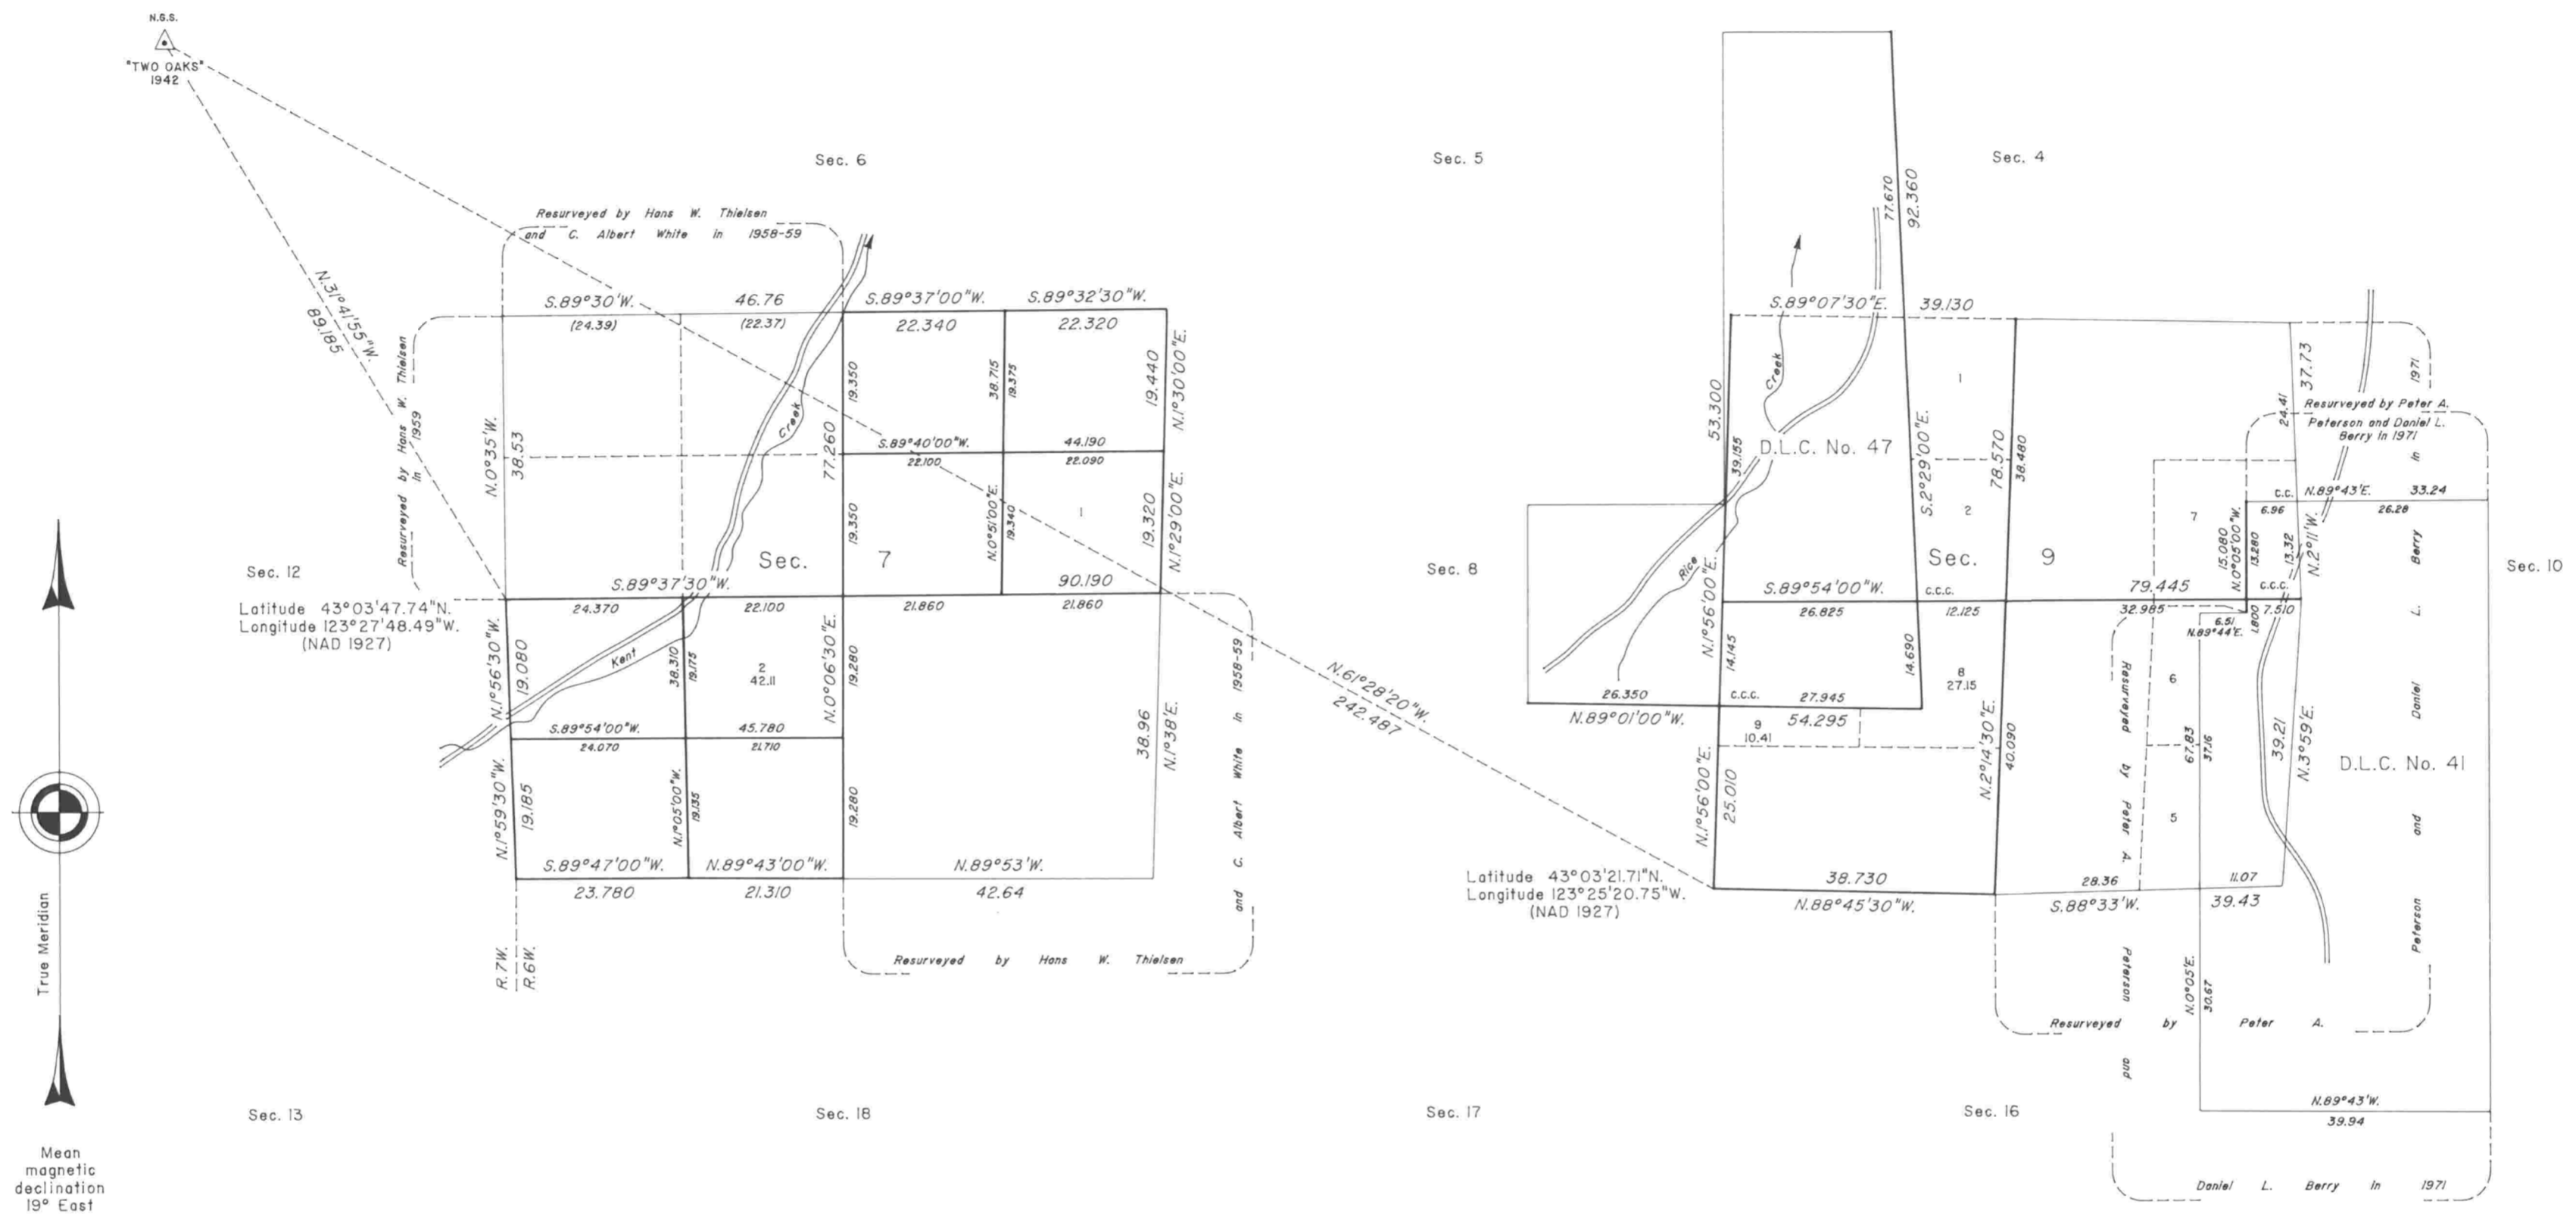 N.G.S.
"TWO OAKS"
1942
N.31°41'55"W.
89.185
Sec. 6
Resurveyed by Hans W. Thielsen
and C. Albert White in 1958-59
S.89°30'W. 46.76
(24.39) (22.37)
S.89°37'00"W. S.89°32'30"W.
22.340 22.320
Resurveyed by Hans W. Thielsen
in 1959
N.0°35'W.
38.53
Creek
77.260
19.350
38.715
19.375
19.440
N.1°30'00"E.
S.89°40'00"W. 44.190
22.100 22.090
19.350
N.0°51'00"E.
19.340
1
19.320
N.1°29'00"E.
Sec. 7
Sec. 12
Latitude 43°03'47.74"N.
Longitude 123°27'48.49"W.
(NAD 1927)
S.89°37'30"W. 90.190
24.370 22.100 21.860 21.860
N.1°56'30"W.
19.080
Kent
38.310
19.175
2
42.11
N.0°06'30"E.
19.280
S.89°54'00"W. 45.780
24.070 21.710
N.1°59'30"W.
19.185
N.1°05'00"W.
19.135
19.280
38.96
N.1°38'E.
S.89°47'00"W. N.89°43'00"W. N.89°53'W.
23.780 21.310 42.64
R.7W.
R.6W.
Resurveyed by Hans W. Thielsen
and C. Albert White in 1958-59
N.61°28'20"W.
242.487
True Meridian
Mean
magnetic
declination
19° East
Sec. 13
Sec. 18
Sec. 5
Sec. 4
77.670
92.360
S.89°07'30"E. 39.130
53.300
39.155
Creek
D.L.C. No. 47
1
S.2°29'00"E.
78.570
38.480
2
Rice
Sec. 8
Sec. 9
N.1°56'00"E.
S.89°54'00"W. C.C.C. 79.445 C.C.C.
26.825 12.125 32.985 7.510
14.145
14.690
8
27.15
26.350 C.C.C. 27.945
N.89°01'00"W. 54.295
9
10.41
N.1°56'00"E.
25.010
N.2°14'30"E.
40.090
Latitude 43°03'21.71"N.
Longitude 123°25'20.75"W.
(NAD 1927)
38.730
N.88°45'30"W.
28.36 11.07
S.88°33'W. 39.43
37.73
24.41
Resurveyed by Peter A.
Peterson and Daniel L.
Berry in 1971
C.C. N.89°43'E. 33.24
6.96 26.28
7
15.080
N.0°05'00"W.
13.280
13.32
N.2°11'W.
Sec. 10
1.800
6.51
N.89°44'E.
6
5
67.83
37.16
39.21
N.3°59'E.
D.L.C. No. 41
N.0°05'E.
30.67
Resurveyed by Peter A.
Peterson and Daniel L. Berry in 1971
Resurveyed by Peter A. Peterson and
Daniel L. Berry in 1971
N.89°43'W.
39.94
Sec. 17
Sec. 16